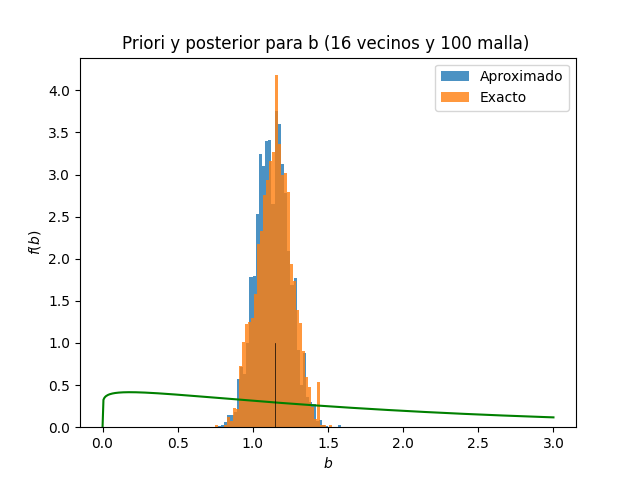 Priori y posterior para b (16 vecinos y 100 malla)
Aproximado
Exacto
4.0
3.5
3.0
2.5
2.0
1.5
1.0
0.5
0.0
f(b)
0.0 0.5 1.0 1.5 2.0 2.5 3.0
b